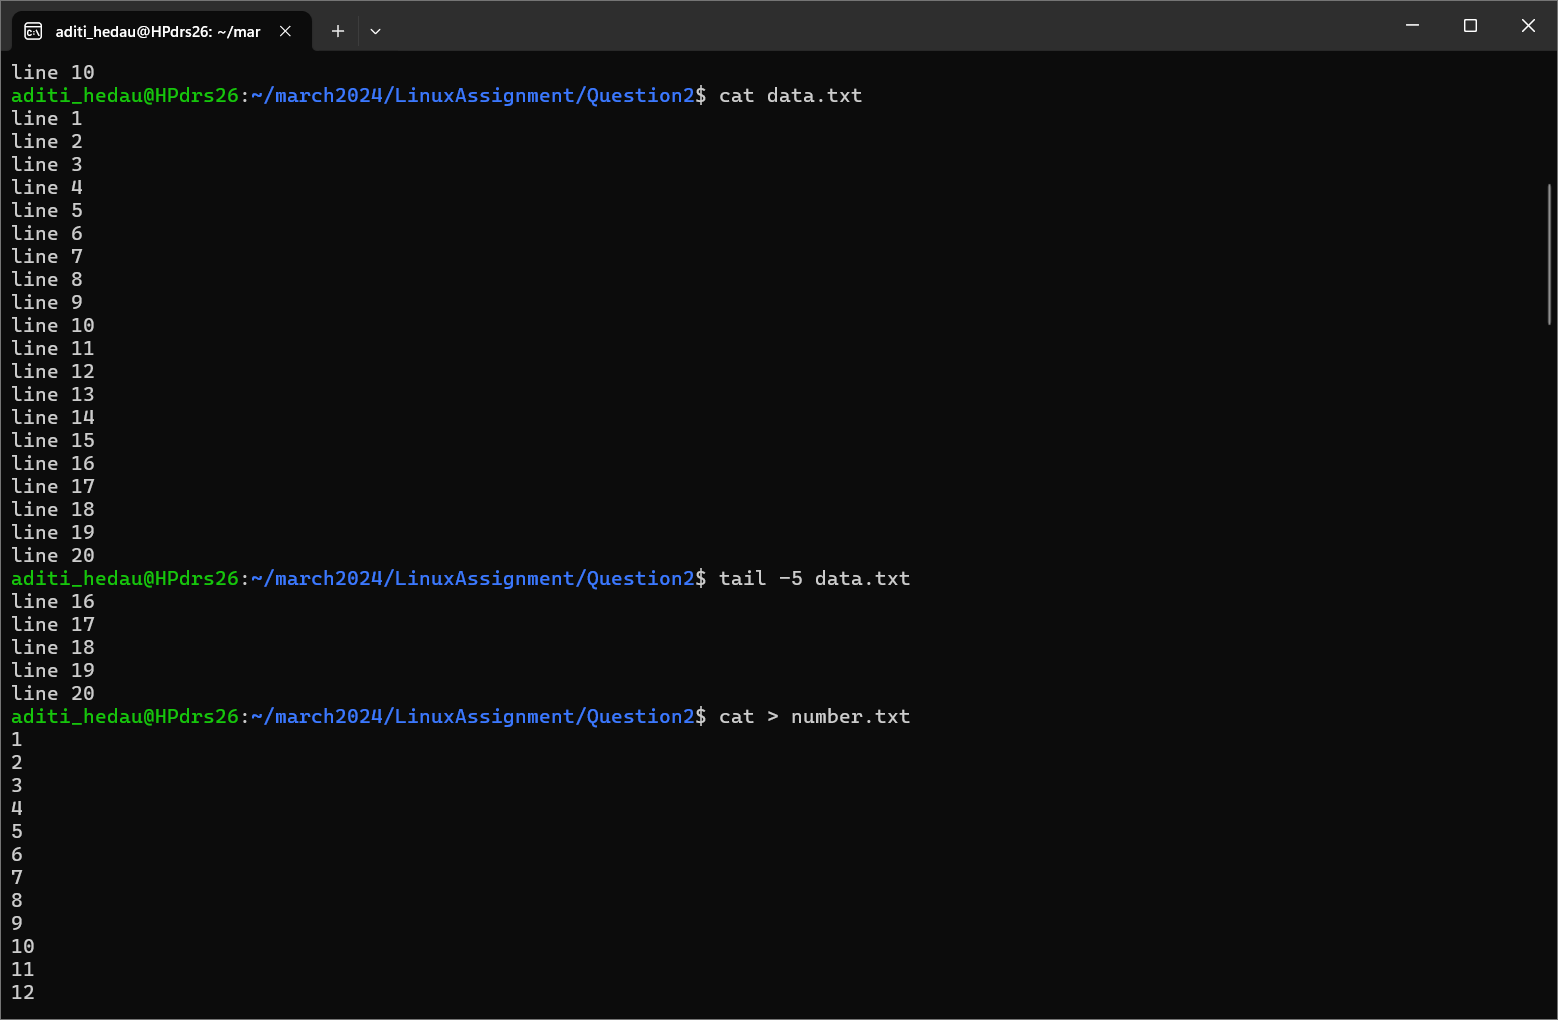 aditi_hedau@HPdrs26: ~/mar
line 10
aditi_hedau@HPdrs26:~/march2024/LinuxAssignment/Question2$ cat data.txt
line 1
line 2
line 3
line 4
line 5
line 6
line 7
line 8
line 9
line 10
line 11
line 12
line 13
line 14
line 15
line 16
line 17
line 18
line 19
line 20
aditi_hedau@HPdrs26:~/march2024/LinuxAssignment/Question2$ tail -5 data.txt
line 16
line 17
line 18
line 19
line 20
aditi_hedau@HPdrs26:~/march2024/LinuxAssignment/Question2$ cat > number.txt
1
2
3
4
5
6
7
8
9
10
11
12